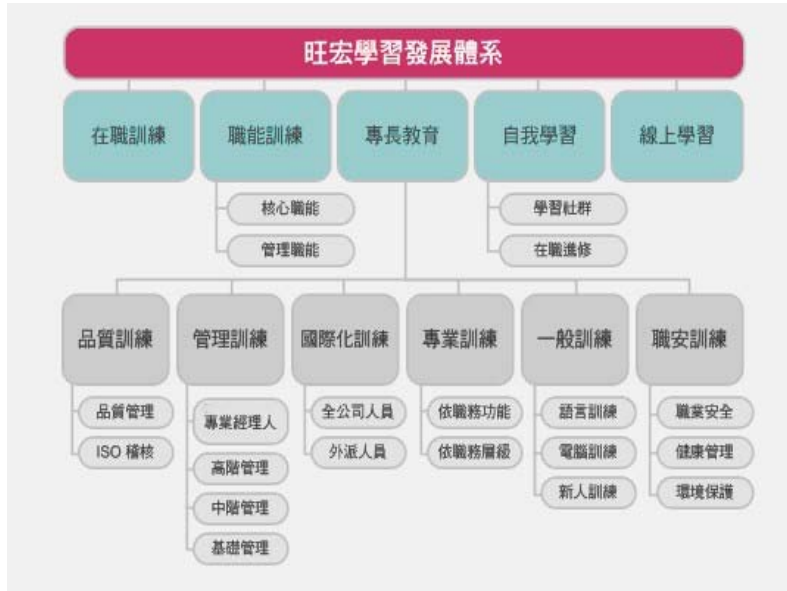 旺宏學習發展體系
在職訓練
職能訓練
專長教育
自我學習
線上學習
核心職能
管理職能
學習社群
在職進修
品質訓練
管理訓練
國際化訓練
專業訓練
一般訓練
職安訓練
品質管理
ISO 稽核
專業經理人
高階管理
中階管理
基礎管理
全公司人員
外派人員
依職務功能
依職務層級
語言訓練
電腦訓練
新人訓練
職業安全
健康管理
環境保護